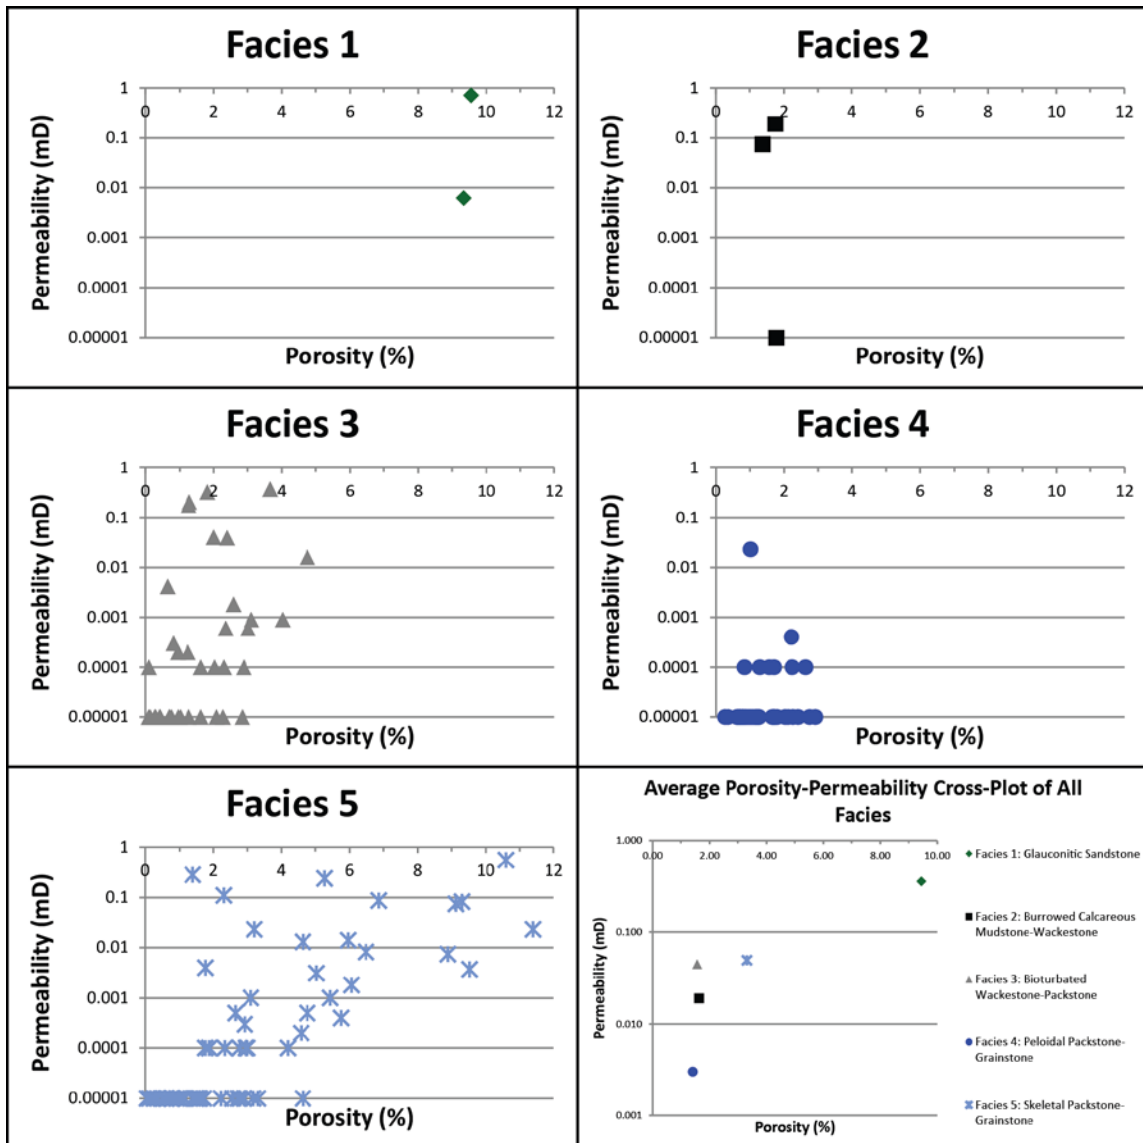 Facies 1
1
0 2 4 6 8 10 12
0.1
0.01
0.001
0.0001
0.00001
Permeability (mD)
Porosity (%)
Facies 2
1
0 2 4 6 8 10 12
0.1
0.01
0.001
0.0001
0.00001
Permeability (mD)
Porosity (%)
Facies 3
1
0 2 4 6 8 10 12
0.1
0.01
0.001
0.0001
0.00001
Permeability (mD)
Porosity (%)
Facies 4
1
0 2 4 6 8 10 12
0.1
0.01
0.001
0.0001
0.00001
Permeability (mD)
Porosity (%)
Facies 5
1
0 2 4 6 8 10 12
0.1
0.01
0.001
0.0001
0.00001
Permeability (mD)
Porosity (%)
Average Porosity-Permeability Cross-Plot of All
Facies
1.000
0.00 2.00 4.00 6.00 8.00 10.00
0.100
0.010
0.001
Permeability (mD)
Porosity (%)
Facies 1: Glauconitic Sandstone
Facies 2: Burrowed Calcareous
Mudstone-Wackestone
Facies 3: Bioturbated
Wackestone-Packstone
Facies 4: Peloidal Packstone-
Grainstone
Facies 5: Skeletal Packstone-
Grainstone